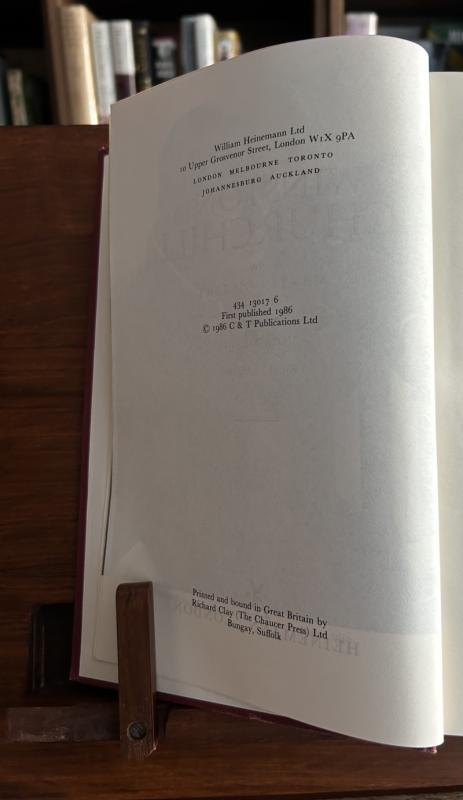 William Heinemann Ltd
10 Upper Grosvenor Street, London W1X 9PA
LONDON MELBOURNE TORONTO
JOHANNESBURG AUCKLAND
434 13017 6
First published 1986
© 1986 C & T Publications Ltd
Printed and bound in Great Britain by
Richard Clay (The Chaucer Press) Ltd
Bungay, Suffolk